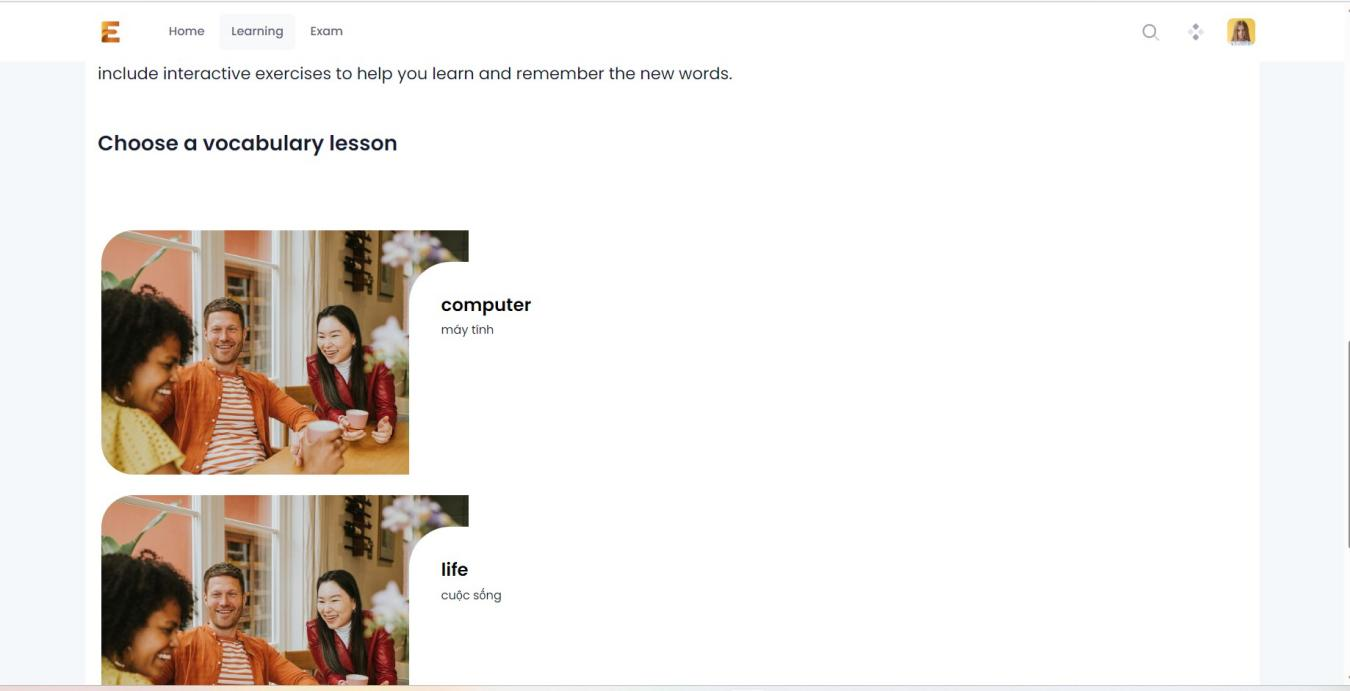 E
Home
Learning
Exam
include interactive exercises to help you learn and remember the new words.
Choose a vocabulary lesson
computer
máy tính
life
cuộc sống